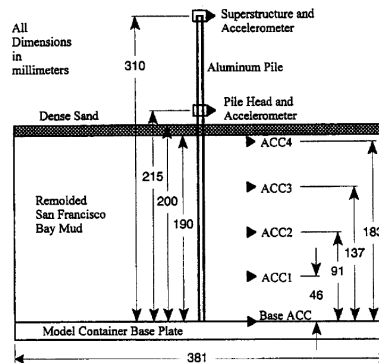 All
Dimensions
in
millimeters
Superstructure and
Accelerometer
310
Aluminum Pile
Dense Sand
Pile Head and
Accelerometer
ACC4
215
200
190
Remolded
San Francisco
Bay Mud
ACC3
ACC2
ACC1
183
137
91
46
Base ACC
Model Container Base Plate
381